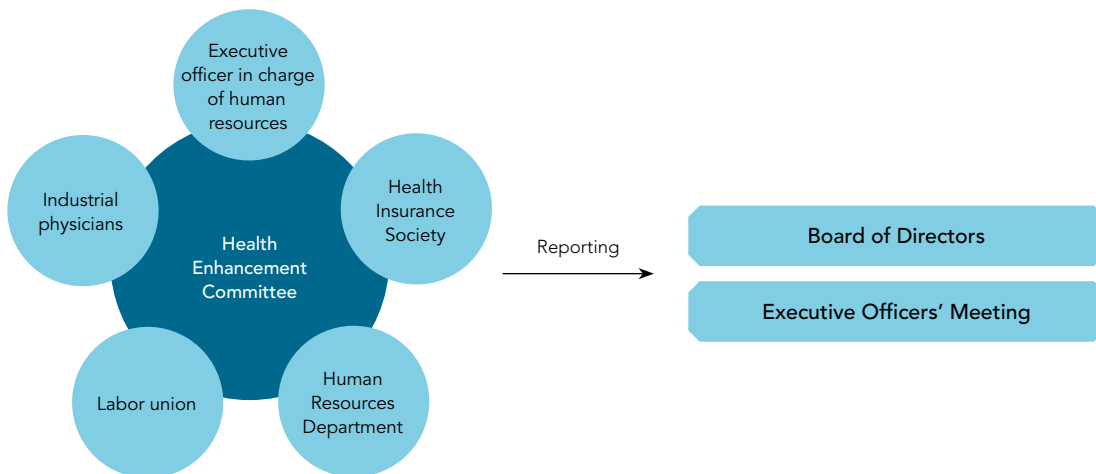 Executive
officer in charge
of human
resources
Industrial
physicians
Health
Insurance
Society
Health
Enhancement
Committee
Labor union
Human
Resources
Department
Reporting
Board of Directors
Executive Officers’ Meeting